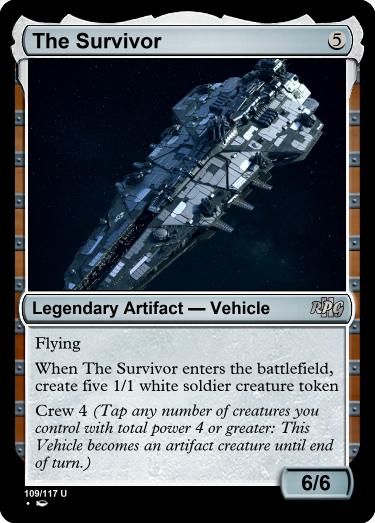 The Survivor 5
Legendary Artifact — Vehicle RPG
Flying
When The Survivor enters the battlefield,
create five 1/1 white soldier creature token
Crew 4 (Tap any number of creatures you
control with total power 4 or greater: This
Vehicle becomes an artifact creature until end
of turn.)
6/6
109/117 U